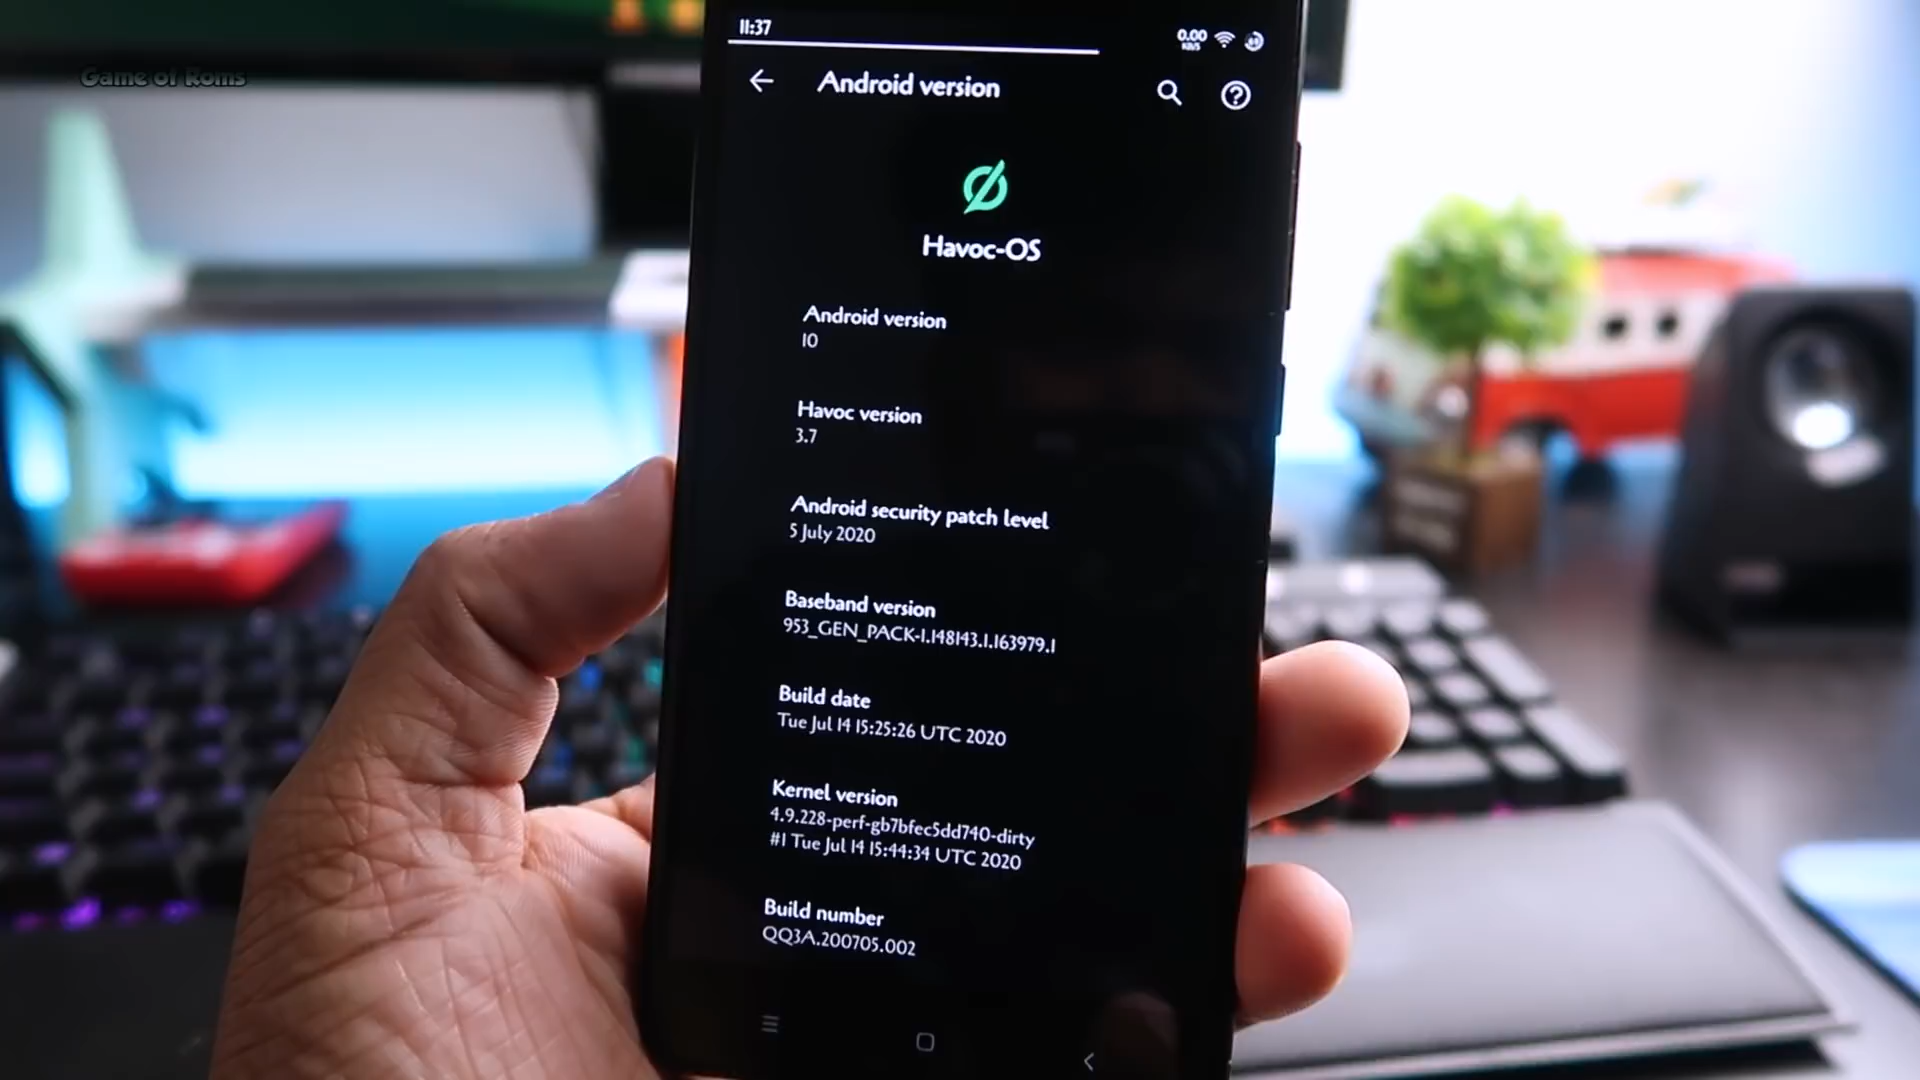 Game of Roms
11:37
0.00
KB/S
Android version
Havoc-OS
Android version
10
Havoc version
3.7
Android security patch level
5 July 2020
Baseband version
953_GEN_PACK-1.148143.1.163979.1
Build date
Tue Jul 14 15:25:26 UTC 2020
Kernel version
4.9.228-perf-gb7bfec5dd740-dirty
#1 Tue Jul 14 15:44:34 UTC 2020
Build number
QQ3A.200705.002